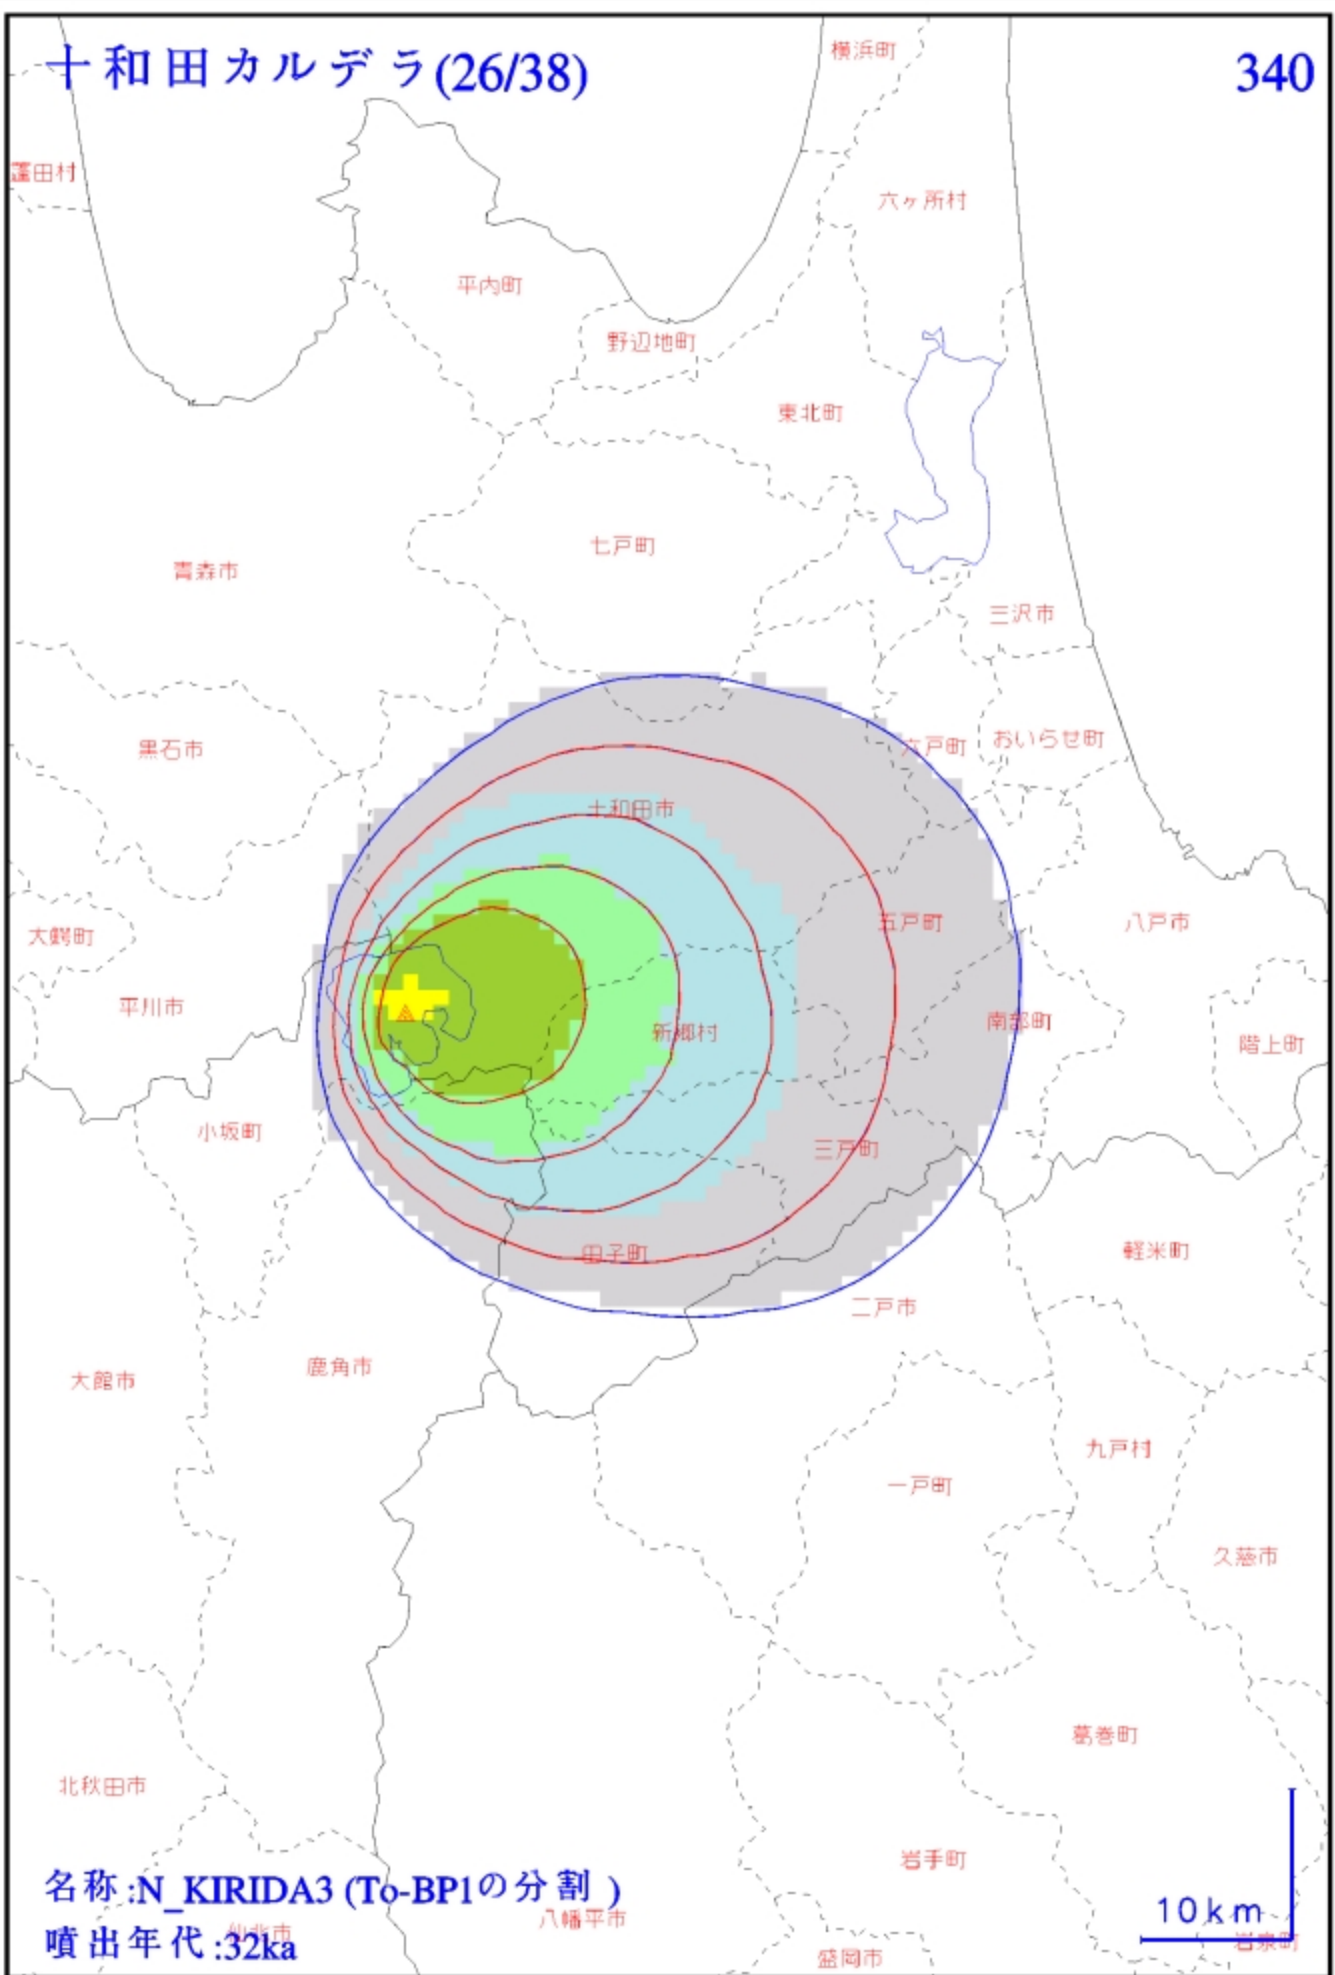 十和田カルデラ(26/38)
340
横浜町
蓬田村
六ヶ所村
平内町
野辺地町
東北町
七戸町
青森市
三沢市
黒石市
六戸町
おいらせ町
十和田市
大鰐町
五戸町
八戸市
平川市
新郷村
南部町
階上町
小坂町
三戸町
田子町
軽米町
二戸市
鹿角市
大館市
九戸村
一戸町
久慈市
葛巻町
北秋田市
岩手町
名称:N_KIRIDA3 (To-BP1の分割 )
10km
八幡平市
仙北市
噴出年代:32ka
岩泉町
盛岡市